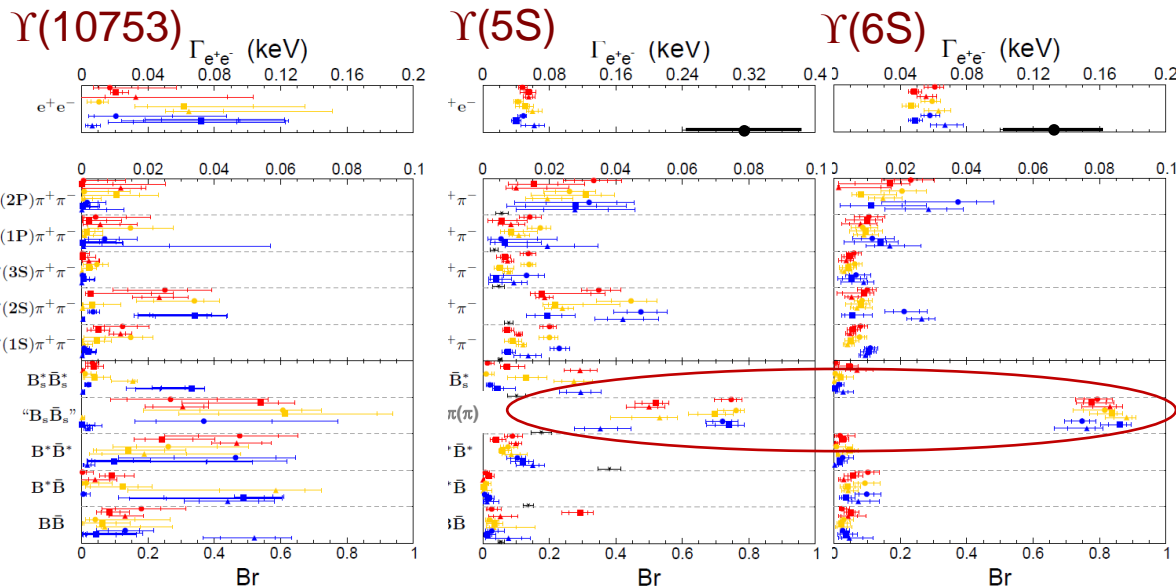 ϒ(10753) ϒ(5S) ϒ(6S)
Γe⁺e⁻ (keV) Γe⁺e⁻ (keV) Γe⁺e⁻ (keV)
0 0.04 0.08 0.12 0.16 0.2 0 0.08 0.16 0.24 0.32 0.4 0.04 0.08 0.12 0.16 0.2
e⁺e⁻ ⁺e⁻
0 0.02 0.04 0.06 0.08 0.1 0 0.02 0.04 0.06 0.08 0.1 0.02 0.04 0.06 0.08 0.1
(2P)π⁺π⁻ ⁺π⁻
(1P)π⁺π⁻ ⁺π⁻
(3S)π⁺π⁻ ⁺π⁻
(2S)π⁺π⁻ ⁺π⁻
(1S)π⁺π⁻ ⁺π⁻
Bₛ*B̄ₛ* B̄ₛ*
“BₛB̄ₛ” π(π)
B*B̄* *B̄*
B*B̄ *B̄
BB̄ B̄
0 0.2 0.4 0.6 0.8 1 0 0.2 0.4 0.6 0.8 1 0 0.2 0.4 0.6 0.8 1
Br Br Br